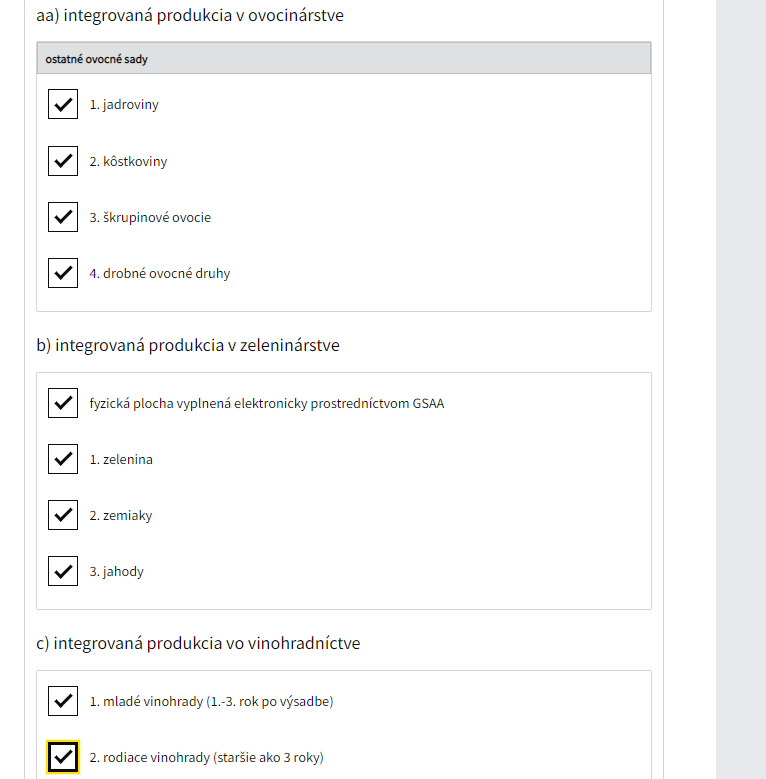 aa) integrovaná produkcia v ovocinárstve
ostatné ovocné sady
1. jadroviny
2. kôstkoviny
3. škrupinové ovocie
4. drobné ovocné druhy
b) integrovaná produkcia v zeleninárstve
fyzická plocha vyplnená elektronicky prostredníctvom GSAA
1. zelenina
2. zemiaky
3. jahody
c) integrovaná produkcia vo vinohradníctve
1. mladé vinohrady (1.-3. rok po výsadbe)
2. rodiace vinohrady (staršie ako 3 roky)